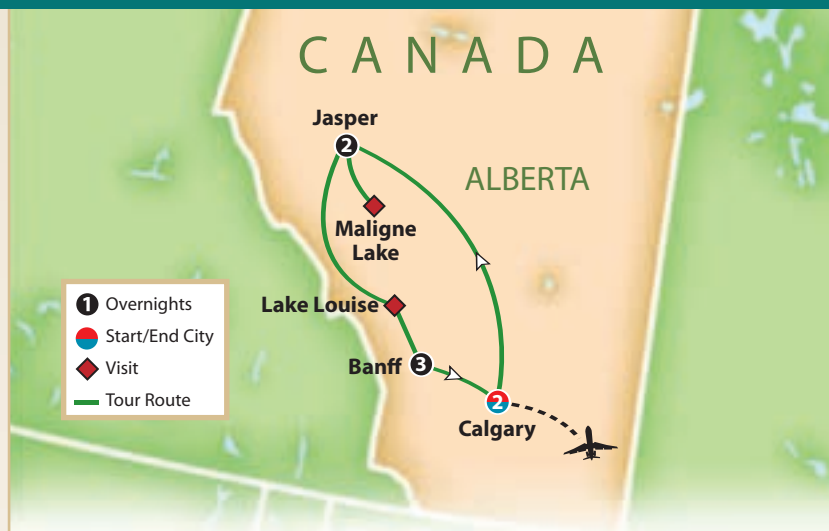 CANADA
Jasper
2
ALBERTA
Maligne
Lake
Lake Louise
Banff 3
2
Calgary
1 Overnights
Start/End City
Visit
Tour Route